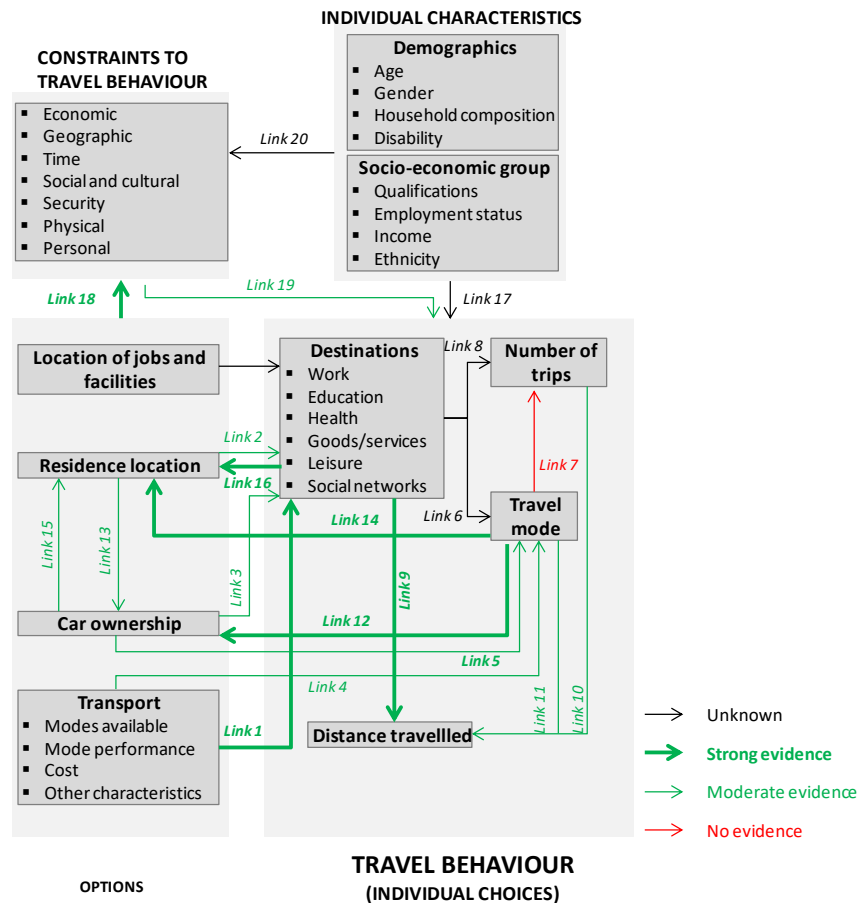 INDIVIDUAL CHARACTERISTICS
Demographics
▪ Age
▪ Gender
▪ Household composition
▪ Disability
Socio-economic group
▪ Qualifications
▪ Employment status
▪ Income
▪ Ethnicity
CONSTRAINTS TO
TRAVEL BEHAVIOUR
▪ Economic
▪ Geographic
▪ Time
▪ Social and cultural
▪ Security
▪ Physical
▪ Personal
Link 20
Link 18
Link 19
Link 17
Location of jobs and
facilities
Destinations
▪ Work
▪ Education
▪ Health
▪ Goods/services
▪ Leisure
▪ Social networks
Link 8
Number of
trips
Link 2
Residence location
Link 16
Link 7
Link 6
Travel
mode
Link 14
Link 15
Link 13
Link 3
Link 9
Car ownership
Link 12
Link 5
Link 4
Link 11
Link 10
Transport
▪ Modes available
▪ Mode performance
▪ Cost
▪ Other characteristics
Link 1
Distance travellled
Unknown
Strong evidence
Moderate evidence
No evidence
OPTIONS
TRAVEL BEHAVIOUR
(INDIVIDUAL CHOICES)